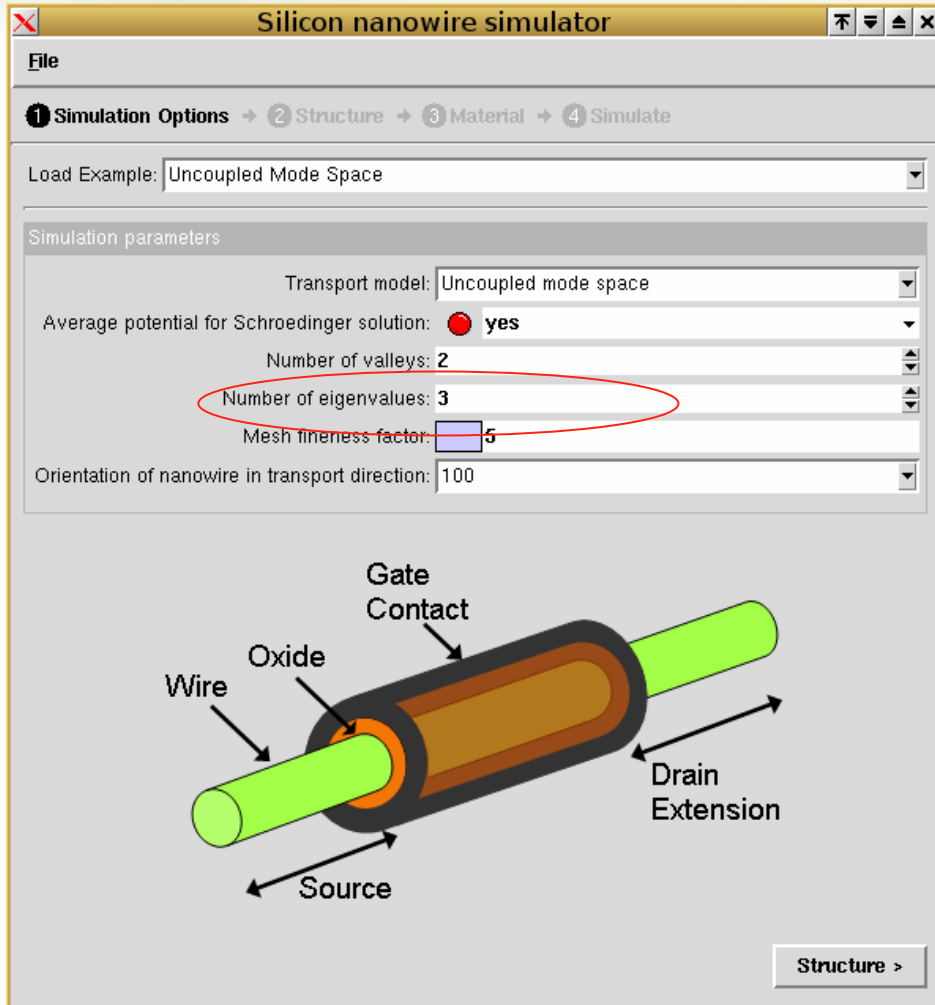 Silicon nanowire simulator
File
1 Simulation Options → 2 Structure → 3 Material → 4 Simulate
Load Example: Uncoupled Mode Space
Simulation parameters
Transport model: Uncoupled mode space
Average potential for Schroedinger solution: yes
Number of valleys: 2
Number of eigenvalues: 3
Mesh fineness factor: 5
Orientation of nanowire in transport direction: 100
Gate
Contact
Oxide
Wire
Drain
Extension
Source
Structure >